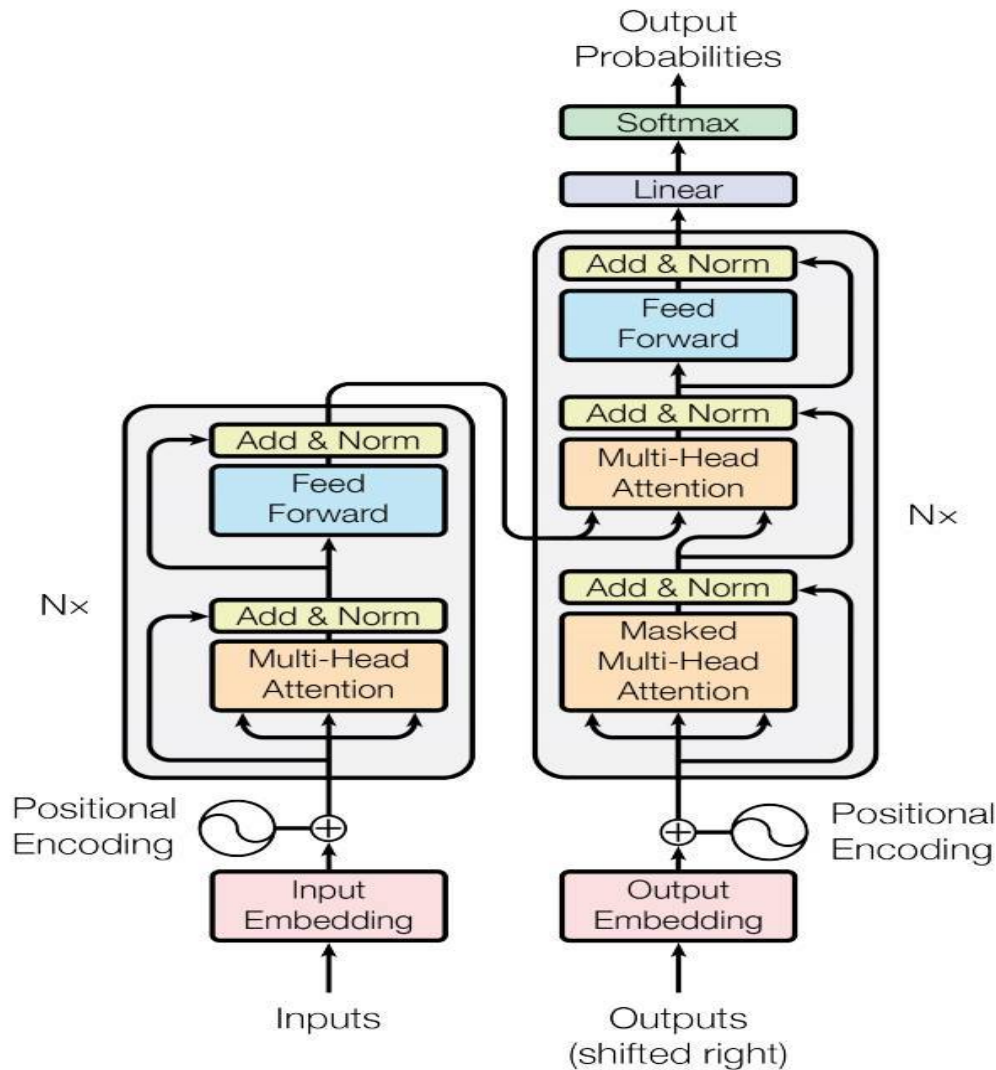 Output
Probabilities
Softmax
Linear
Add & Norm
Feed
Forward
Add & Norm
Multi-Head
Attention
Nx
Add & Norm
Masked
Multi-Head
Attention
Add & Norm
Feed
Forward
Nx
Add & Norm
Multi-Head
Attention
Positional
Encoding
Positional
Encoding
Input
Embedding
Output
Embedding
Inputs
Outputs
(shifted right)